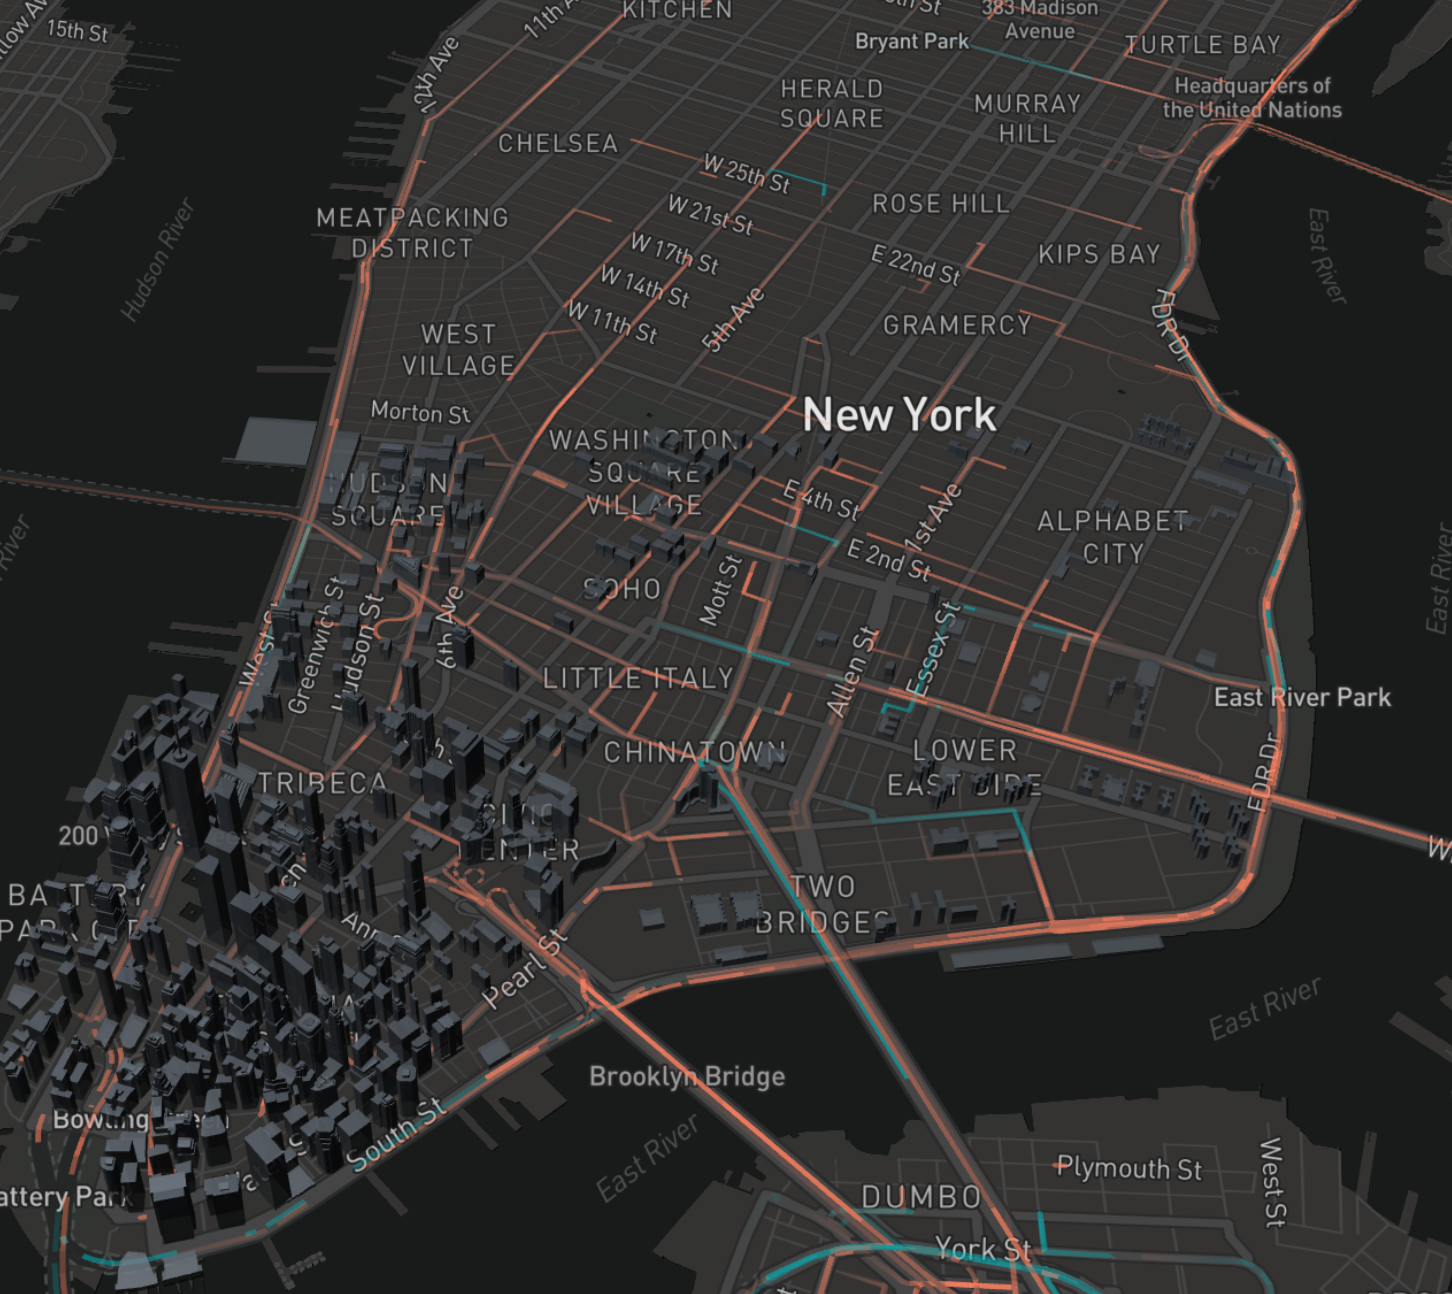 15th St
11th A
KITCHEN
383 Madison
Avenue
Bryant Park
TURTLE BAY
12th Ave
HERALD
SQUARE
MURRAY
HILL
Headquarters of
the United Nations
CHELSEA
W 25th St
ROSE HILL
W 21st St
MEATPACKING
DISTRICT
Hudson River
East River
W 17th St
E 22nd St
KIPS BAY
W 14th St
W 11th St
5th Ave
GRAMERCY
FDR Dr
WEST
VILLAGE
Morton St
New York
WASHINGTON
SQUARE
VILLAGE
HUDSON
SQUARE
E 4th St
1st Ave
ALPHABET
CITY
River
East River
E 2nd St
SOHO
Mott St
West St
Greenwich St
Hudson St
6th Ave
Allen St
Essex St
LITTLE ITALY
East River Park
CHINATOWN
LOWER
EAST SIDE
TRIBECA
FDR Dr
CIVIC
CENTER
200
W
BATTERY
PARK CIT
TWO
BRIDGES
Ann
Pearl St
East River
Brooklyn Bridge
Bowling Green
South St
East River
Plymouth St
West St
attery Park
DUMBO
York St